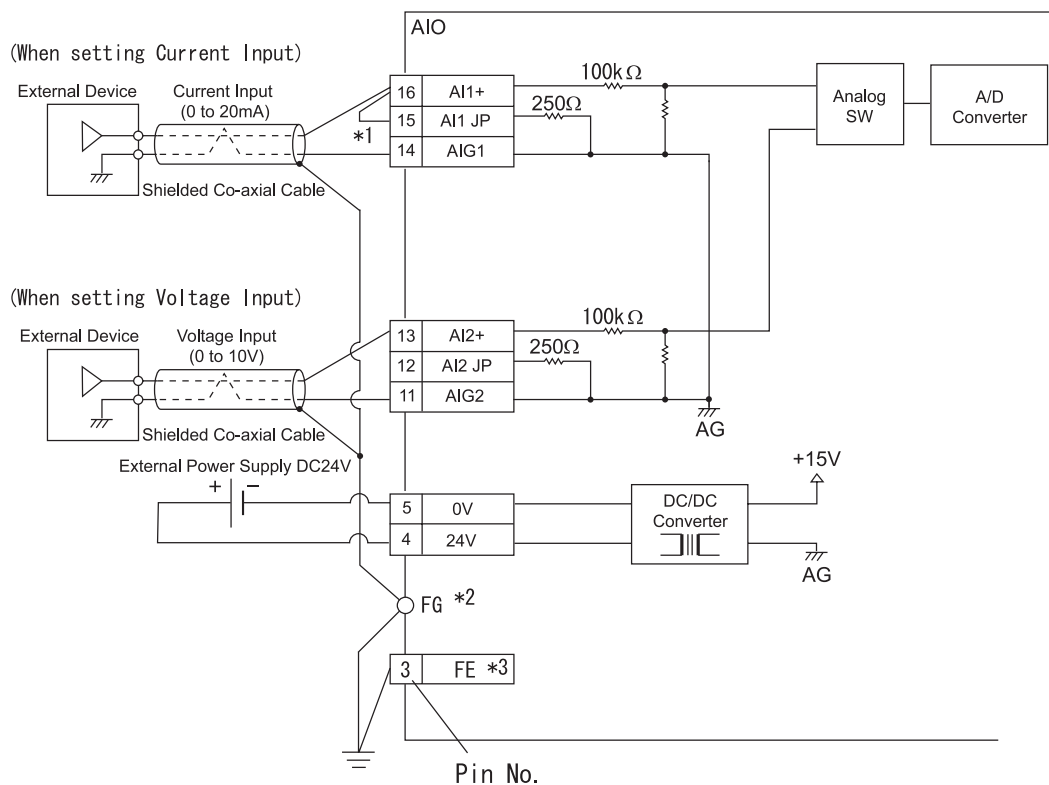 AIO
(When setting Current Input)
External Device
Current Input
(0 to 20mA)
Shielded Co-axial Cable
*1
16 AI1+
15 AI1 JP
14 AIG1
100kΩ
250Ω
Analog
SW
A/D
Converter
(When setting Voltage Input)
External Device
Voltage Input
(0 to 10V)
Shielded Co-axial Cable
13 AI2+
12 AI2 JP
11 AIG2
100kΩ
250Ω
AG
External Power Supply DC24V
+ −
5 0V
4 24V
DC/DC
Converter
+15V
AG
FG *2
3 FE *3
Pin No.